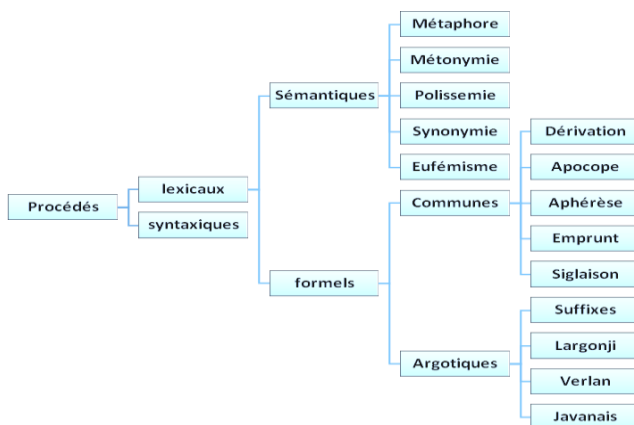 Procédés
lexicaux
syntaxiques
Sémantiques
formels
Métaphore
Métonymie
Polissemie
Synonymie
Eufémisme
Communes
Argotiques
Dérivation
Apocope
Aphérèse
Emprunt
Siglaison
Suffixes
Largonji
Verlan
Javanais